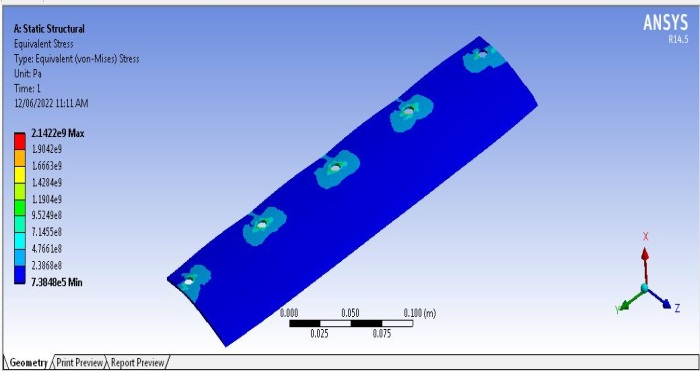 A: Static Structural
Equivalent Stress
Type: Equivalent (von-Mises) Stress
Unit: Pa
Time: 1
12/06/2022 11:11 AM
ANSYS
R14.5
2.1422e9 Max
1.9042e9
1.6663e9
1.4284e9
1.1904e9
9.5249e8
7.1455e8
4.7661e8
2.3868e8
7.3848e5 Min
X
Y
Z
0.000
0.050
0.100 (m)
0.025
0.075
Geometry
Print Preview
Report Preview